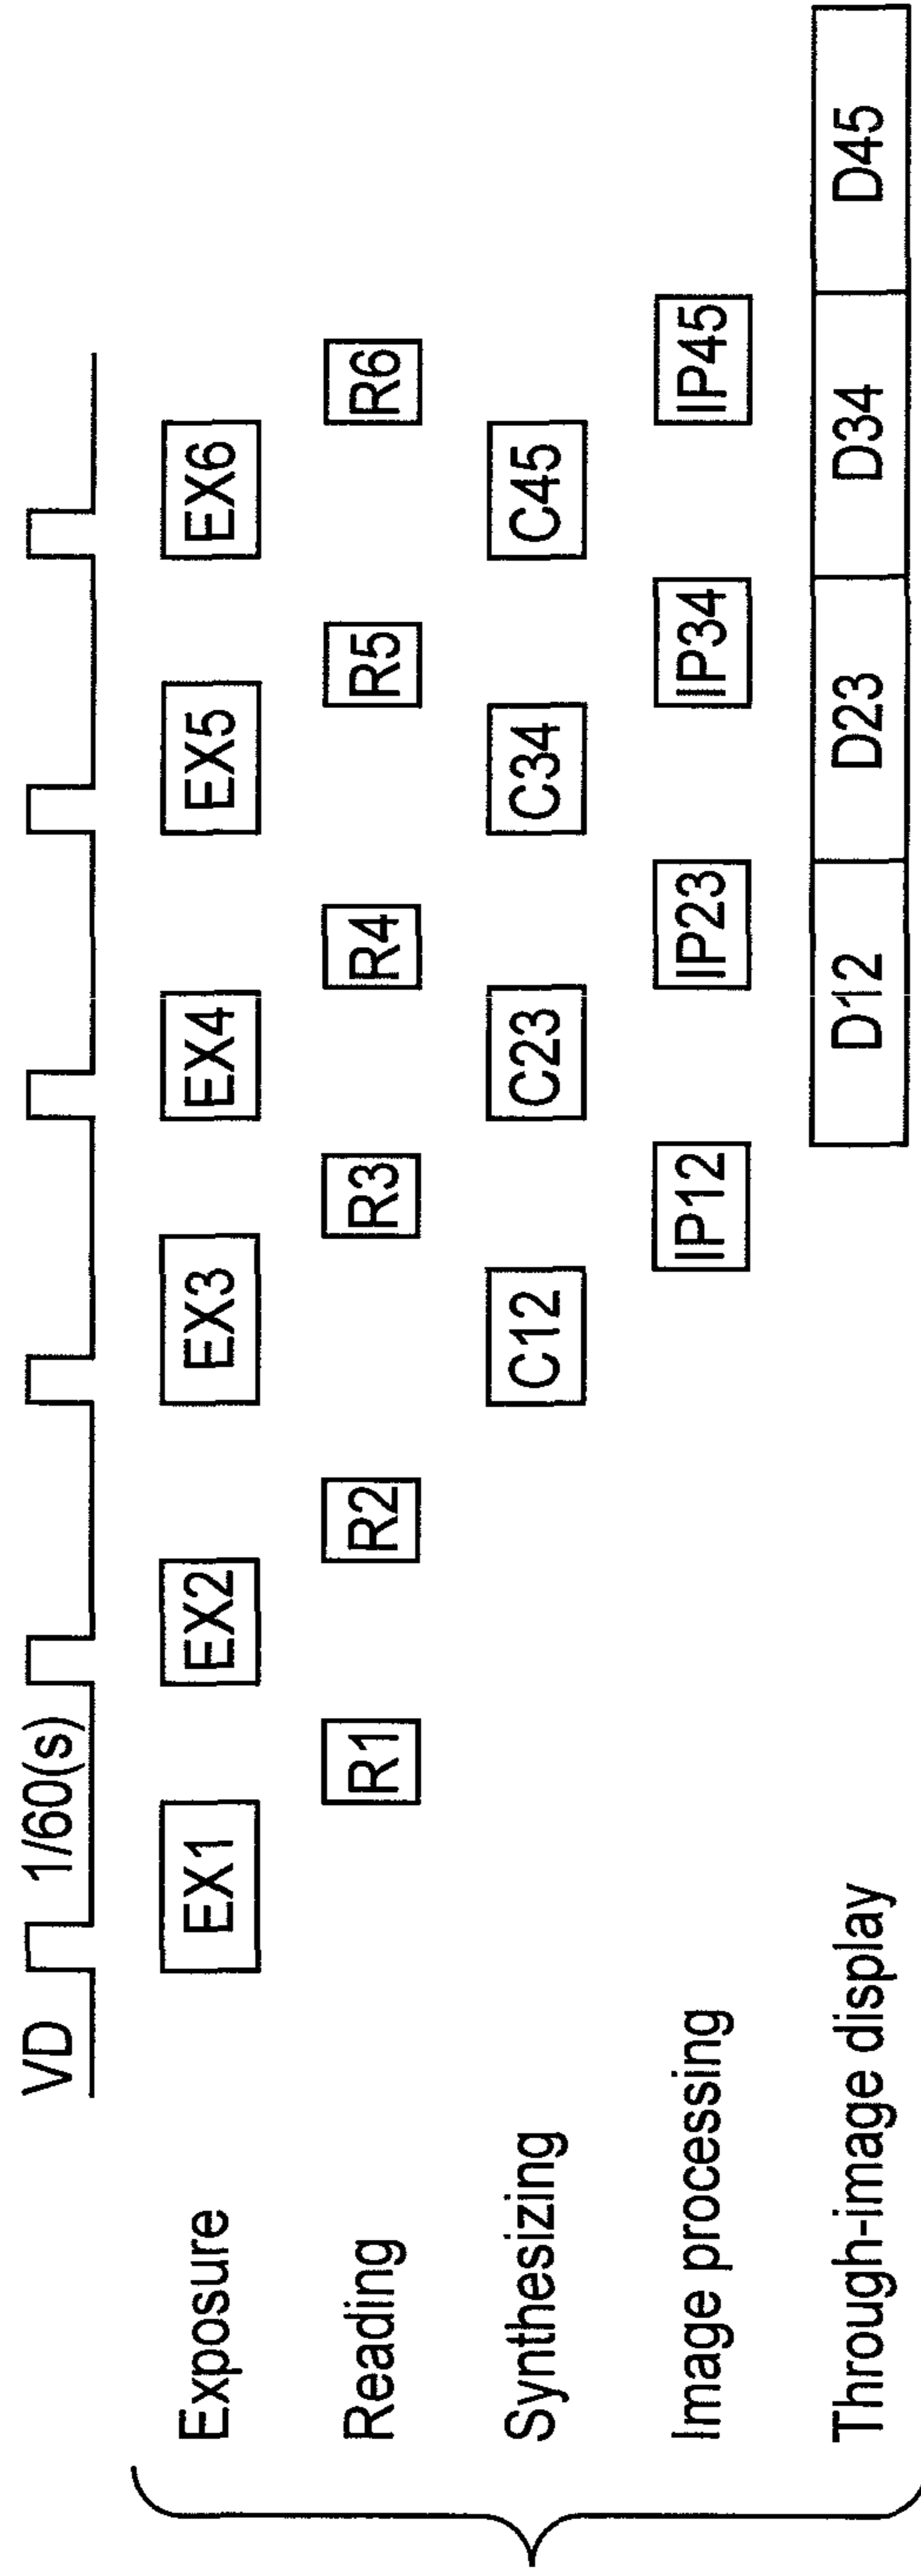 VD 1/60(s)
Exposure EX1 EX2 EX3 EX4 EX5 EX6
Reading R1 R2 R3 R4 R5 R6
Synthesizing C12 C23 C34 C45
Image processing IP12 IP23 IP34 IP45
Through-image display D12 D23 D34 D45